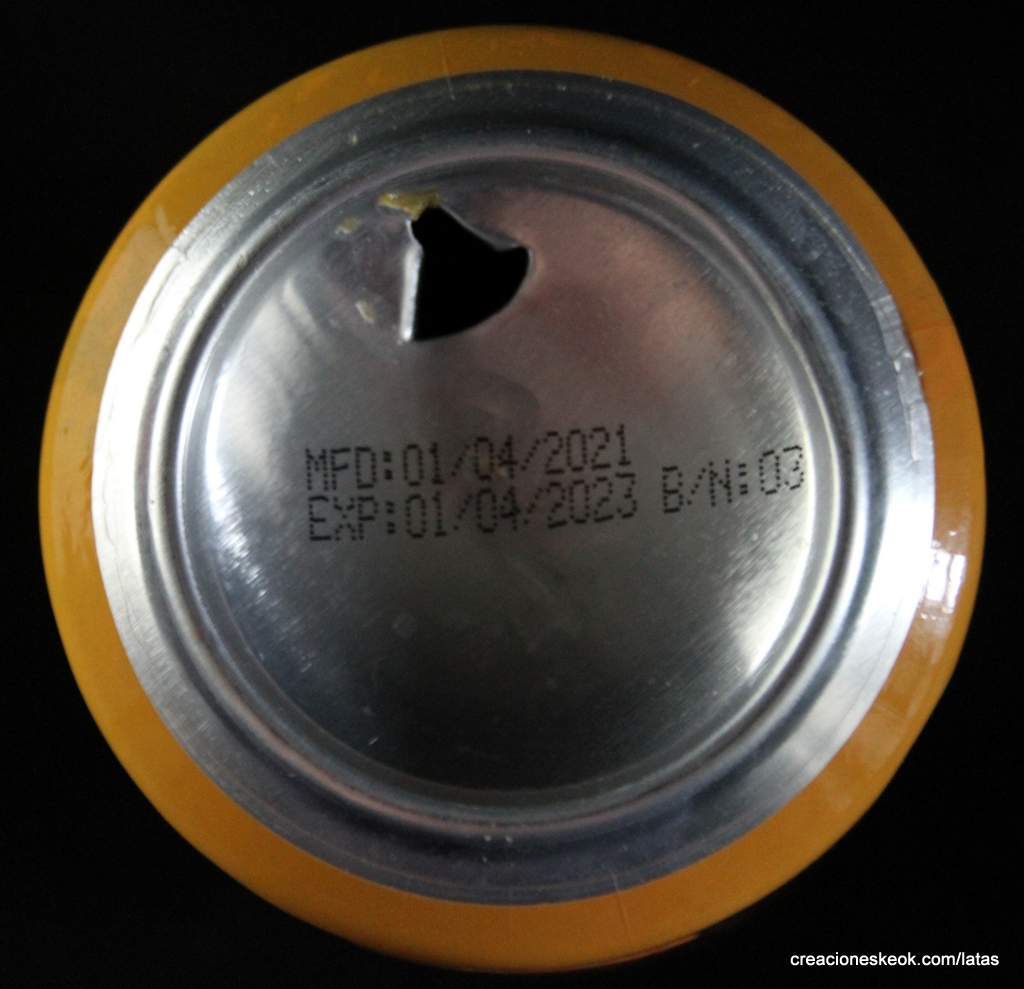 MFD:01/04/2021
EXP:01/04/2023 B/N:03
creacioneskeok.com/latas